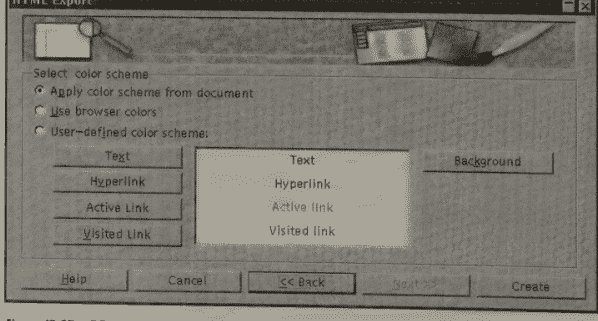 HTML Export
Select color scheme
Apply color scheme from document
Use browser colors
User-defined color scheme:
Text
Hyperlink
Active Link
Visited Link
Text
Hyperlink
Active link
Visited link
Background
Help
Cancel
<< Back
Next >>
Create